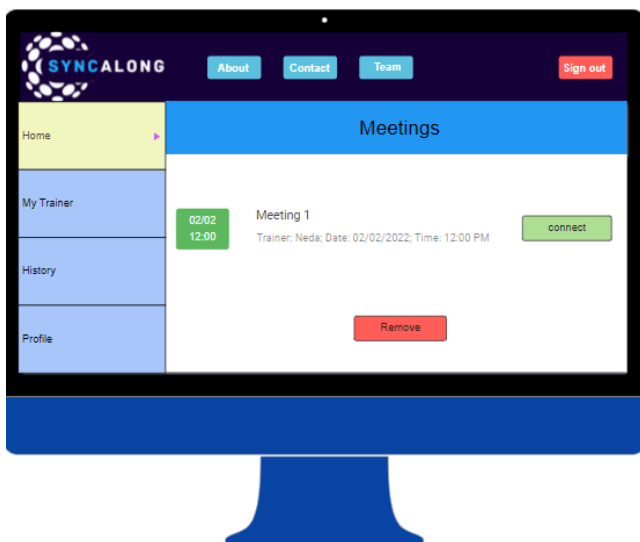 SYNCALONG
About
Contact
Team
Sign out
Home
My Trainer
History
Profile
Meetings
02/02
12:00
Meeting 1
Trainer: Neda; Date: 02/02/2022; Time: 12:00 PM
connect
Remove